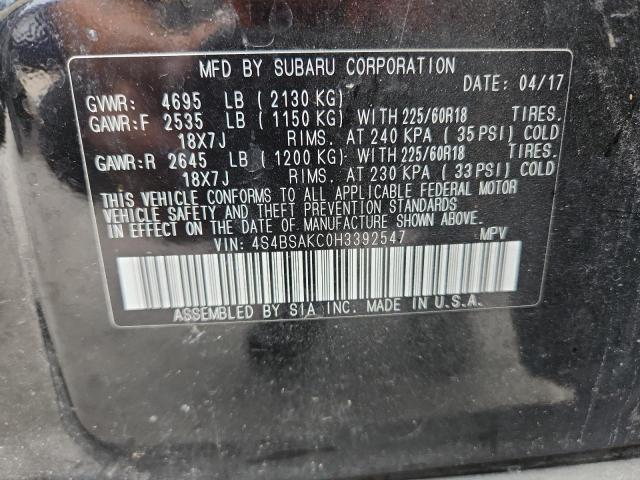 MFD BY SUBARU CORPORATION
DATE: 04/17
GVWR: 4695 LB (2130 KG)
GAWR:F 2535 LB (1150 KG) WITH 225/60R18 TIRES.
18X7J RIMS. AT 240 KPA (35 PSI) COLD
GAWR:R 2645 LB (1200 KG) WITH 225/60R18 TIRES.
18X7J RIMS. AT 230 KPA (33 PSI) COLD
THIS VEHICLE CONFORMS TO ALL APPLICABLE FEDERAL MOTOR
VEHICLE SAFETY AND THEFT PREVENTION STANDARDS
IN EFFECT ON THE DATE OF MANUFACTURE SHOWN ABOVE.
VIN: 4S4BSAKC0H3392547 MPV
ASSEMBLED BY SIA INC. MADE IN U.S.A.